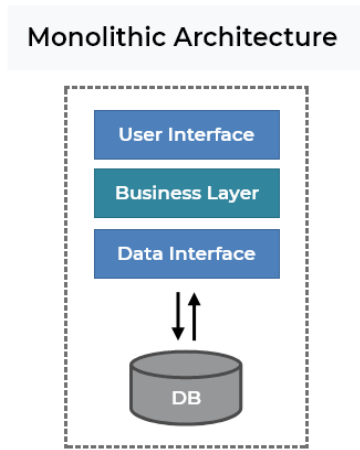 Monolithic Architecture
User Interface
Business Layer
Data Interface
DB